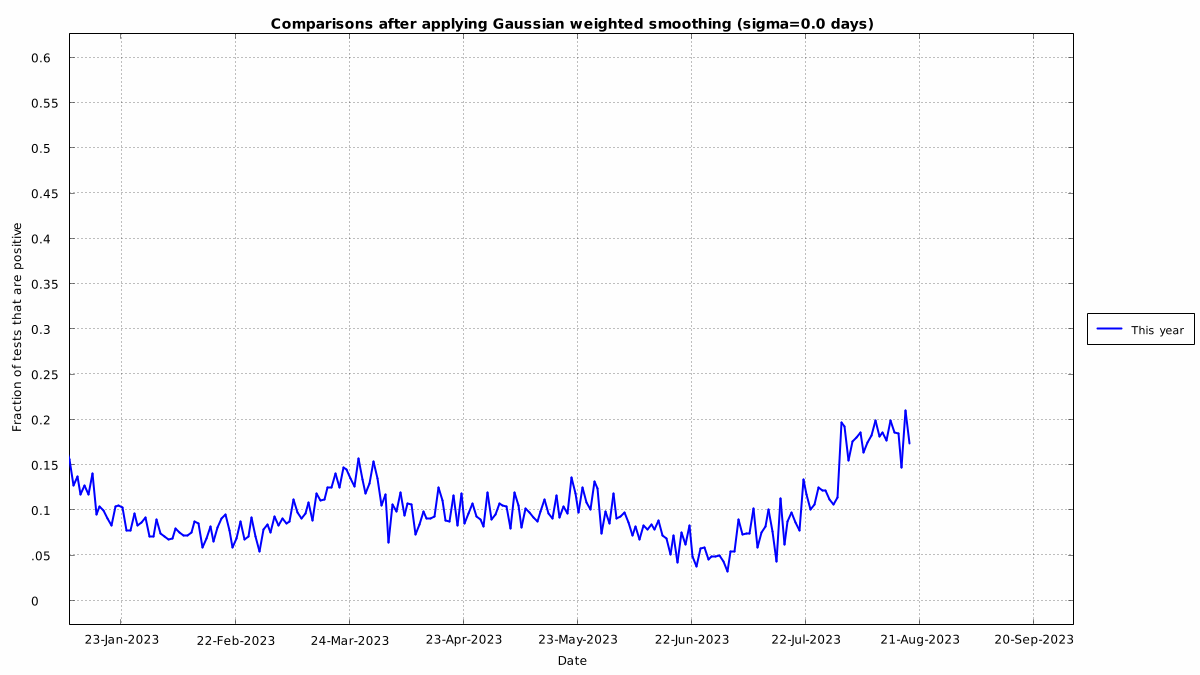 Comparisons after applying Gaussian weighted smoothing (sigma=0.0 days)
0.6
0.55
0.5
0.45
0.4
0.35
0.3
0.25
0.2
0.15
0.1
.05
0
Fraction of tests that are positive
This year
23-Jan-2023 22-Feb-2023 24-Mar-2023 23-Apr-2023 23-May-2023 22-Jun-2023 22-Jul-2023 21-Aug-2023 20-Sep-2023
Date